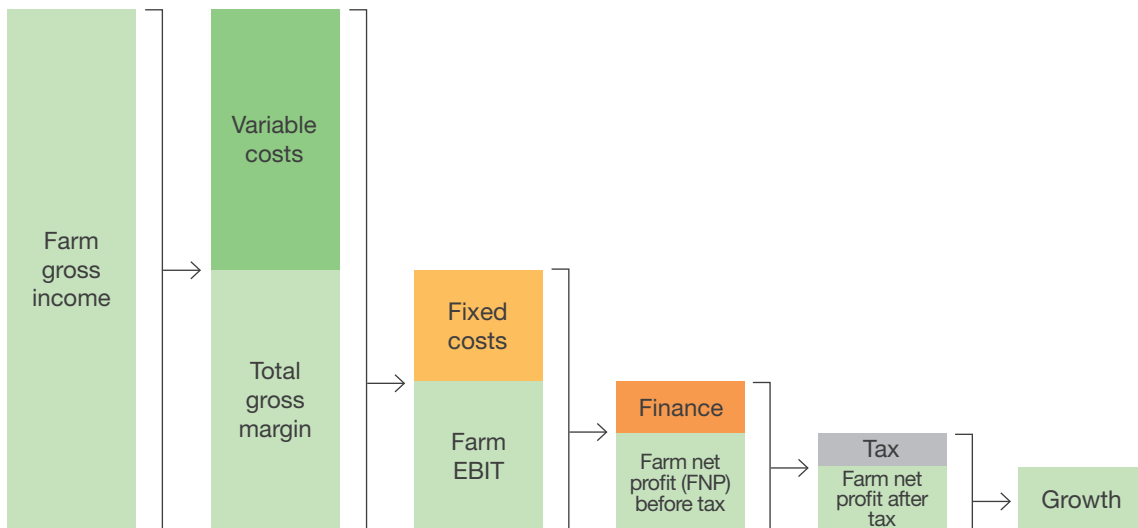 Farm
gross
income
Variable
costs
Total
gross
margin
Fixed
costs
Farm
EBIT
Finance
Farm net
profit (FNP)
before tax
Tax
Farm net
profit after
tax
Growth